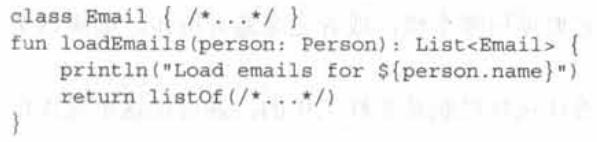 class Email { /*...*/ }
fun loadEmails(person: Person): List<Email> {
    println("Load emails for ${person.name}")
    return listOf(/*...*/)
}